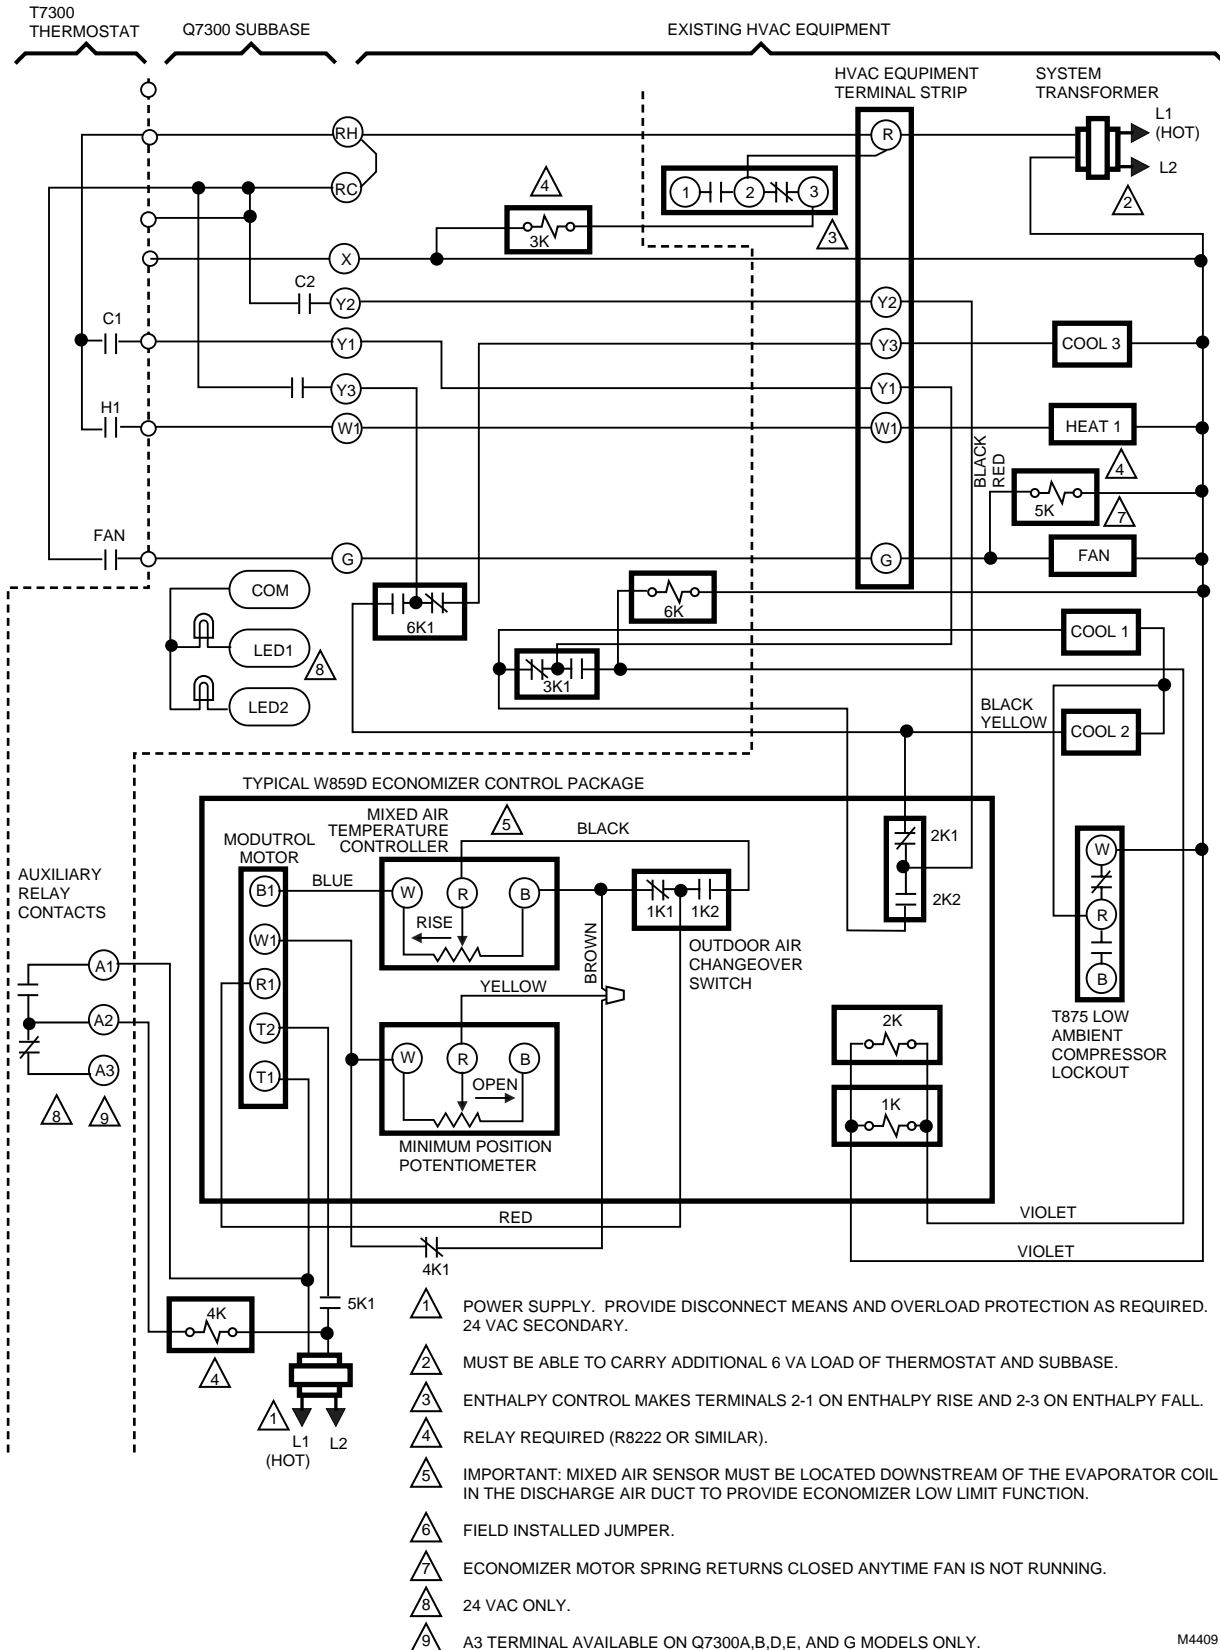 T7300
THERMOSTAT
Q7300 SUBBASE
EXISTING HVAC EQUIPMENT
HVAC EQUPIMENT
TERMINAL STRIP
SYSTEM
TRANSFORMER
L1
(HOT)
L2
2
RH
R
RC
4
3K
1
2
3
3
X
C2
Y2
Y2
C1
Y1
Y3
COOL 3
Y3
Y1
H1
W1
W1
HEAT 1
BLACK
RED
4
5K
7
FAN
G
G
FAN
COM
6K1
6K
LED1
8
3K1
COOL 1
LED2
BLACK
YELLOW
COOL 2
TYPICAL W859D ECONOMIZER CONTROL PACKAGE
MIXED AIR
TEMPERATURE
CONTROLLER
5
BLACK
MODUTROL
MOTOR
2K1
W
AUXILIARY
RELAY
CONTACTS
B1
BLUE
W
R
B
1K1
1K2
2K2
R
RISE
W1
BROWN
OUTDOOR AIR
CHANGEOVER
SWITCH
A1
R1
YELLOW
B
A2
T2
2K
T875 LOW
AMBIENT
COMPRESSOR
LOCKOUT
A3
T1
W
R
B
OPEN
8
9
1K
MINIMUM POSITION
POTENTIOMETER
RED
VIOLET
VIOLET
4K1
4K
5K1
4
1
L1
(HOT)
L2
1 POWER SUPPLY. PROVIDE DISCONNECT MEANS AND OVERLOAD PROTECTION AS REQUIRED.
24 VAC SECONDARY.
2 MUST BE ABLE TO CARRY ADDITIONAL 6 VA LOAD OF THERMOSTAT AND SUBBASE.
3 ENTHALPY CONTROL MAKES TERMINALS 2-1 ON ENTHALPY RISE AND 2-3 ON ENTHALPY FALL.
4 RELAY REQUIRED (R8222 OR SIMILAR).
5 IMPORTANT: MIXED AIR SENSOR MUST BE LOCATED DOWNSTREAM OF THE EVAPORATOR COIL
IN THE DISCHARGE AIR DUCT TO PROVIDE ECONOMIZER LOW LIMIT FUNCTION.
6 FIELD INSTALLED JUMPER.
7 ECONOMIZER MOTOR SPRING RETURNS CLOSED ANYTIME FAN IS NOT RUNNING.
8 24 VAC ONLY.
9 A3 TERMINAL AVAILABLE ON Q7300A,B,D,E, AND G MODELS ONLY.
M4409